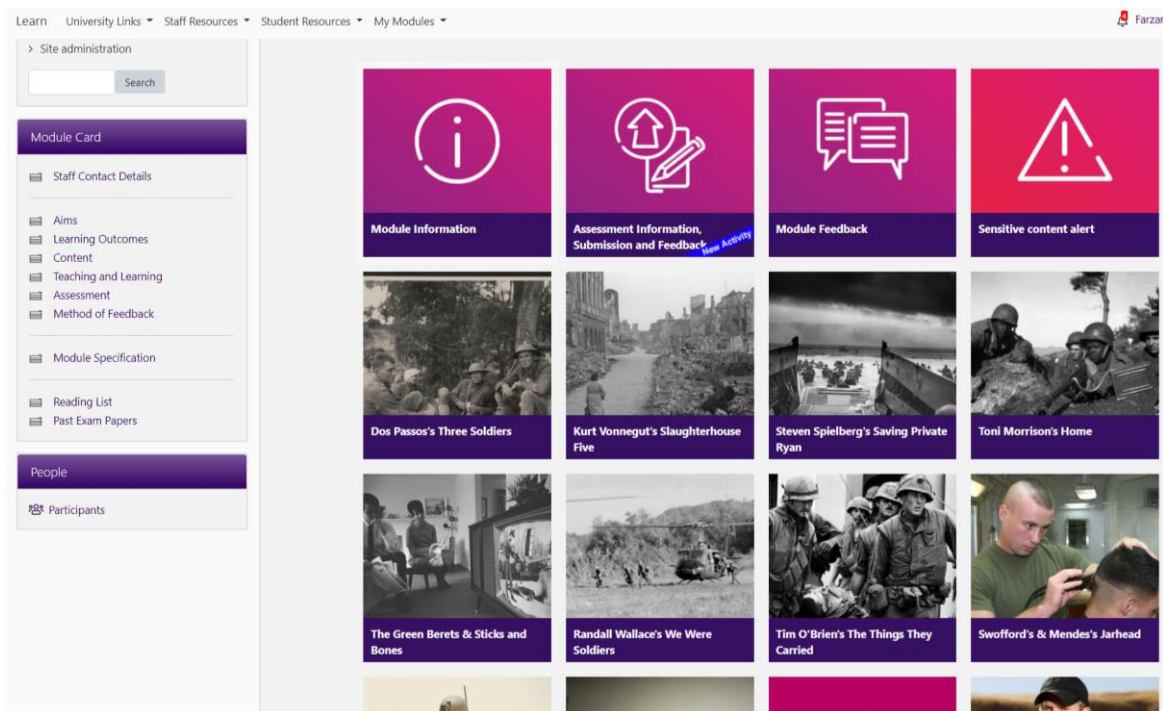 Learn University Links Staff Resources Student Resources My Modules 4 Farzan
Site administration
Search
Module Card
Staff Contact Details
Aims
Learning Outcomes
Content
Teaching and Learning
Assessment
Method of Feedback
Module Specification
Reading List
Past Exam Papers
People
Participants
Module Information
Assessment Information,
Submission and Feedback
New Activity
Module Feedback
Sensitive content alert
Dos Passos's Three Soldiers
Kurt Vonnegut's Slaughterhouse
Five
Steven Spielberg's Saving Private
Ryan
Toni Morrison's Home
The Green Berets & Sticks and
Bones
Randall Wallace's We Were
Soldiers
Tim O'Brien's The Things They
Carried
Swofford's & Mendes's Jarhead